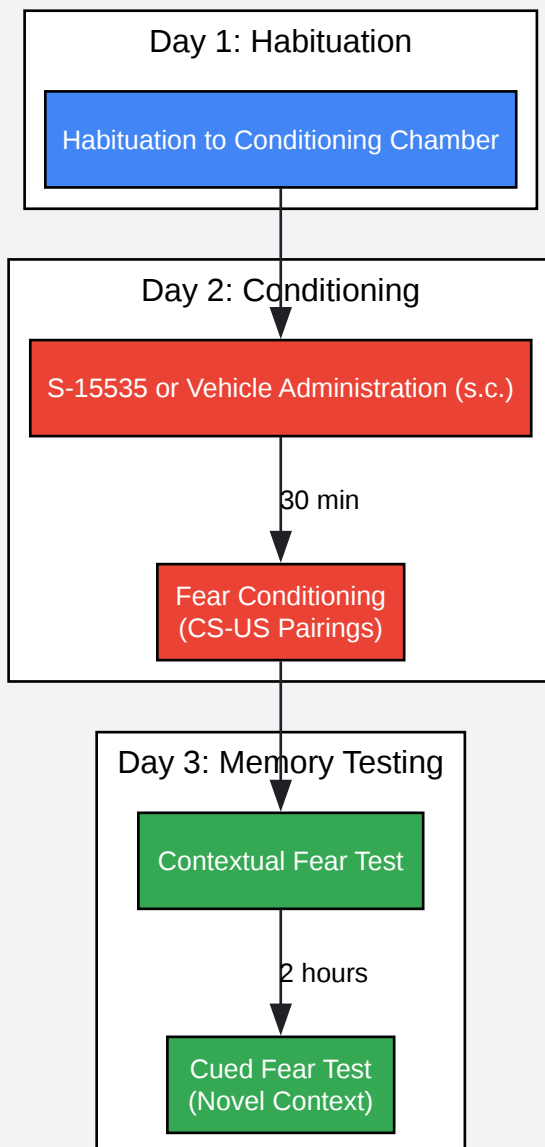 Day 1: Habituation
Habituation to Conditioning Chamber
Day 2: Conditioning
S-15535 or Vehicle Administration (s.c.)
30 min
Fear Conditioning
(CS-US Pairings)
Day 3: Memory Testing
Contextual Fear Test
2 hours
Cued Fear Test
(Novel Context)